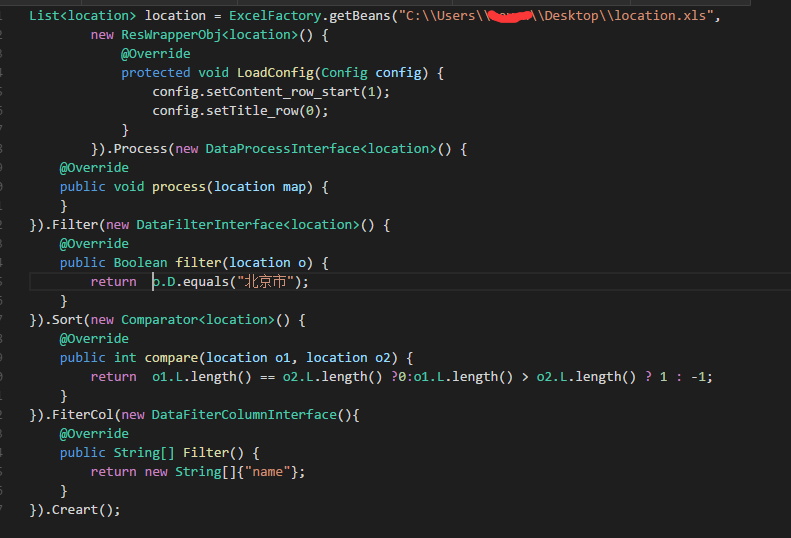 List<location> location = ExcelFactory.getBeans("C:\\Users\\\\Desktop\\location.xls",
new ResWrapperObj<location>() {
@Override
protected void LoadConfig(Config config) {
config.setContent_row_start(1);
config.setTitle_row(0);
}
}).Process(new DataProcessInterface<location>() {
@Override
public void process(location map) {
}
}).Filter(new DataFilterInterface<location>() {
@Override
public Boolean filter(location o) {
return o.D.equals("北京市");
}
}).Sort(new Comparator<location>() {
@Override
public int compare(location o1, location o2) {
return o1.L.length() == o2.L.length() ?0:o1.L.length() > o2.L.length() ? 1 : -1;
}
}).FiterCol(new DataFiterColumnInterface(){
@Override
public String[] Filter() {
return new String[]{"name"};
}
}).Creart();